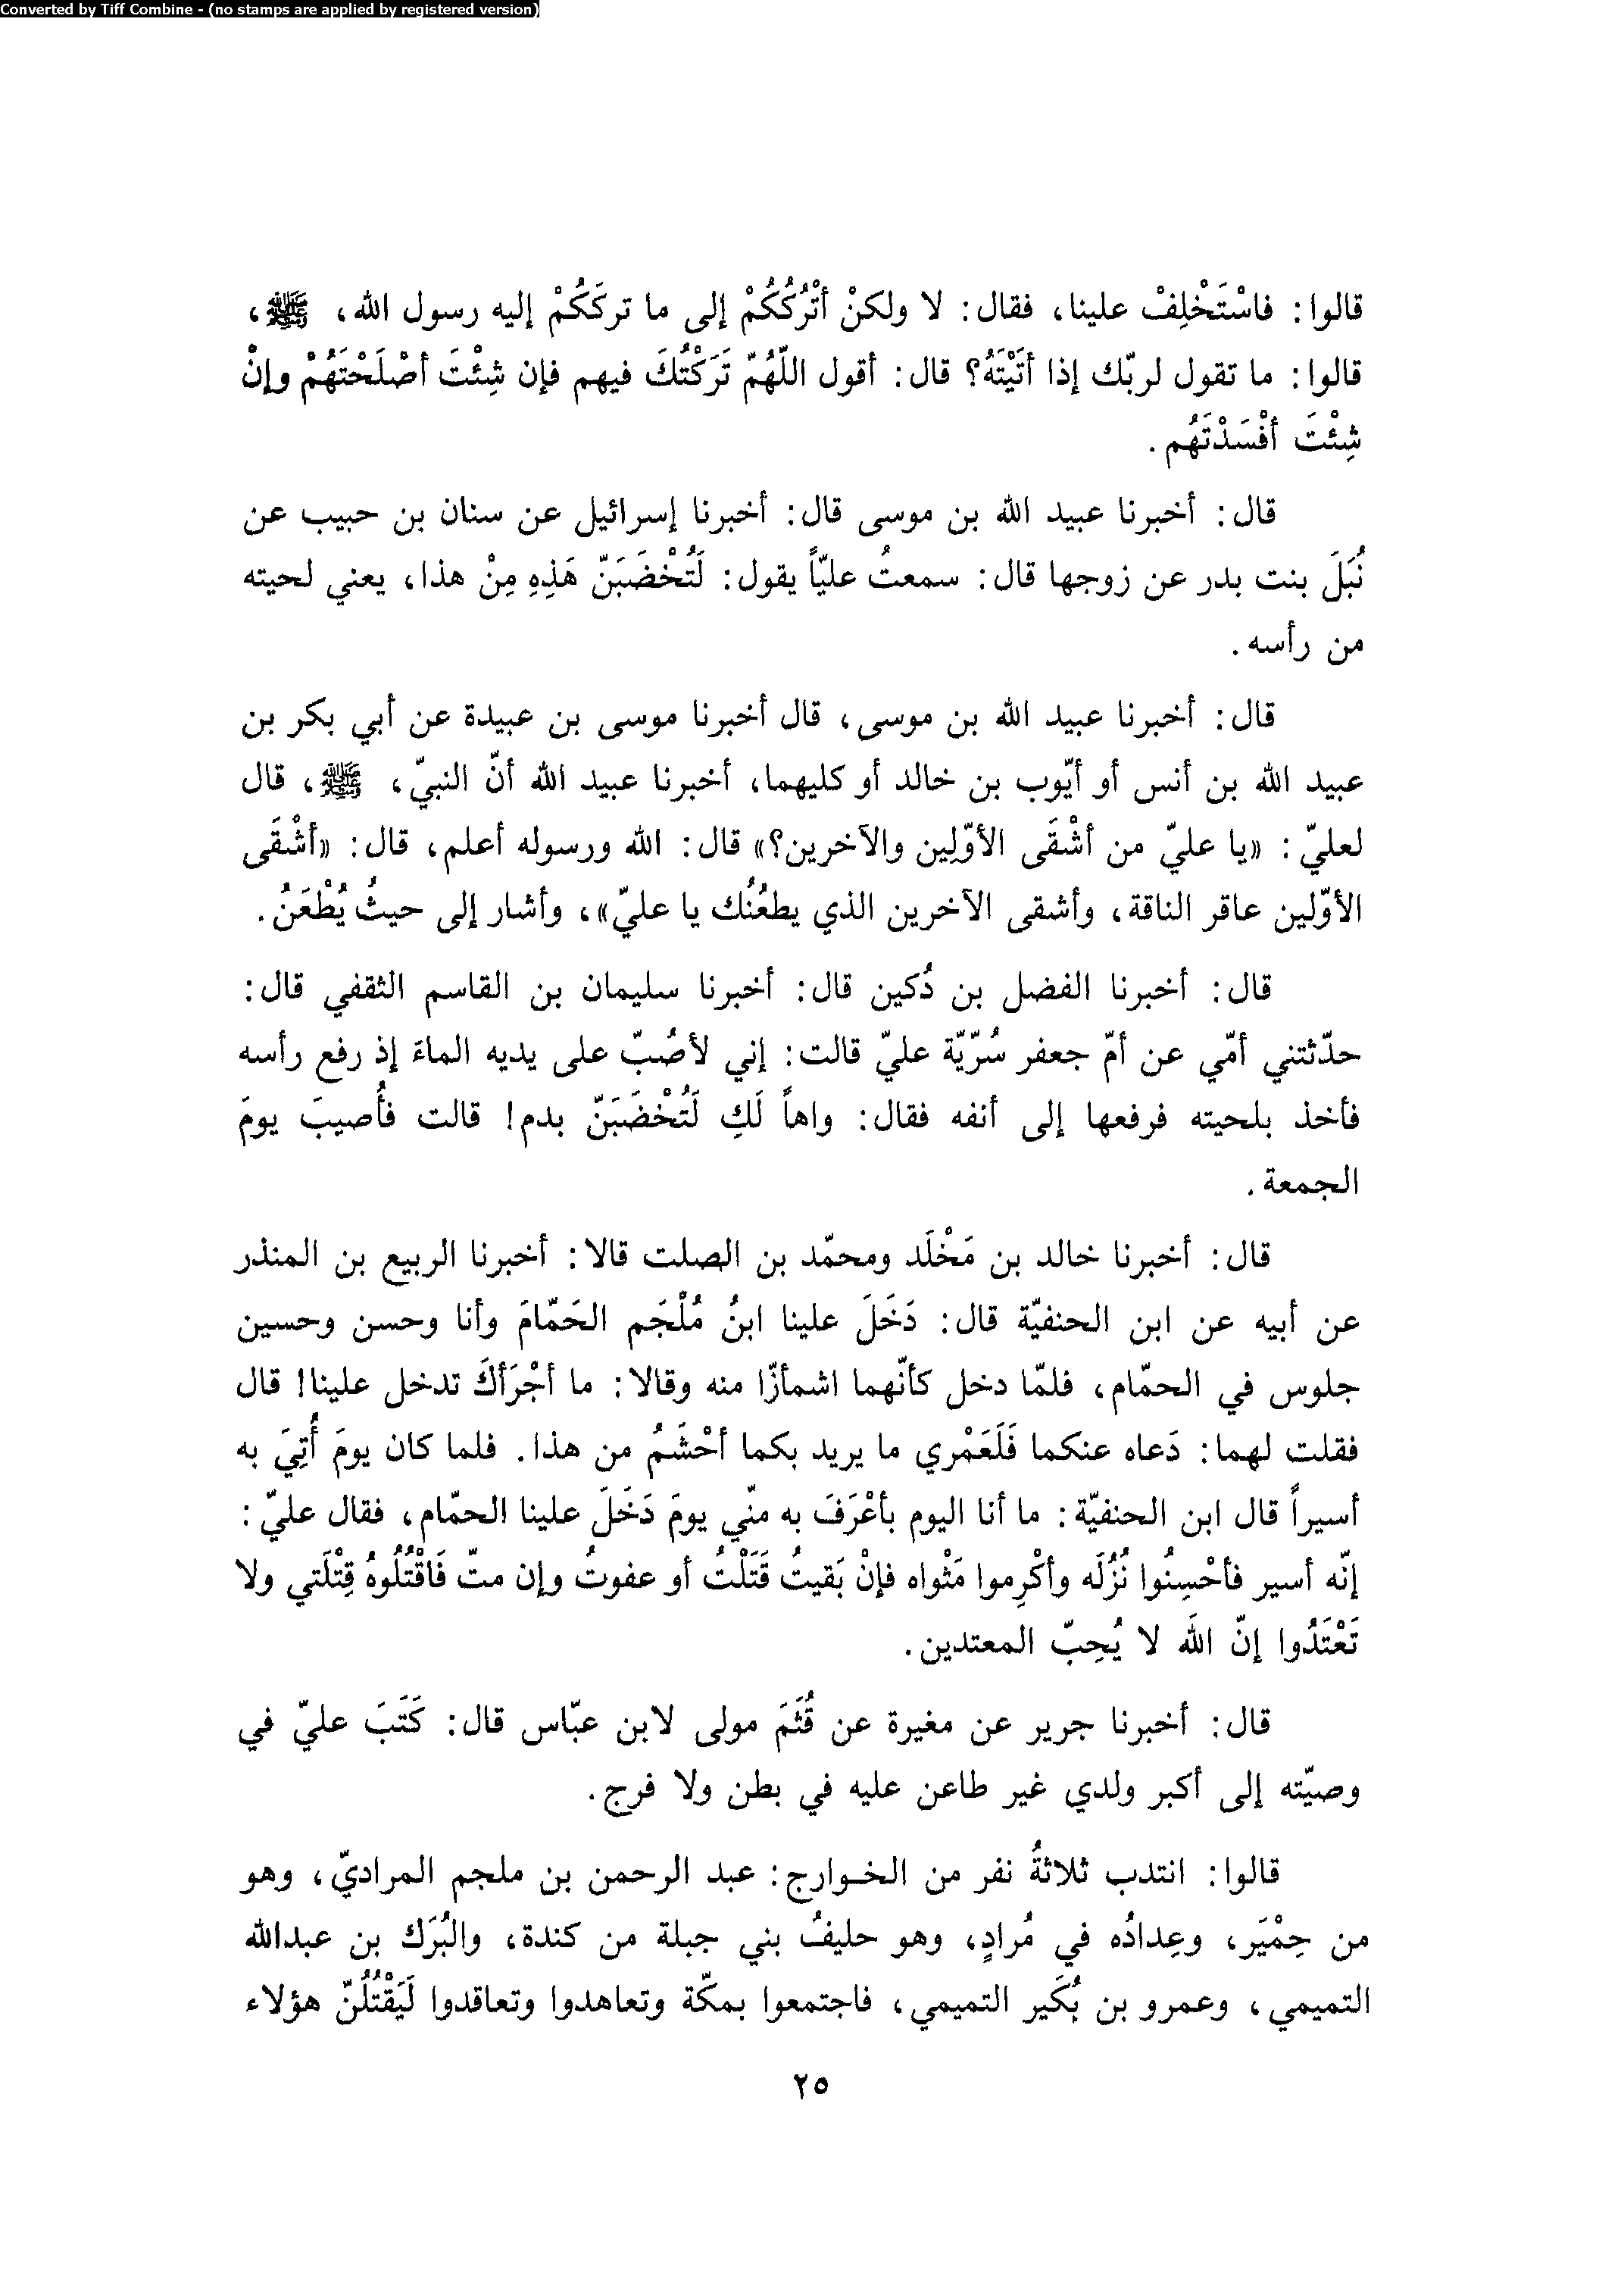 Converted by Tiff Combine - (no stamps are applied by registered version)
قالوا: فاسْتَخْلِفْ علينا، فقال: لا ولكنْ أتْرُكُكُمْ إلى ما تركَكُمْ إليه رسول الله، ﷺ،
قالوا: ما تقول لربّك إذا أتَيْتَهُ؟ قال: أقول اللّهُمّ تَرَكْتُكَ فيهم فإن شِئْتَ أصْلَحْتَهُمْ وإنْ
شِئْتَ أفْسَدْتَهُم.
قال: أخبرنا عبيد الله بن موسى قال: أخبرنا إسرائيل عن سنان بن حبيب عن
نُبَلَ بنت بدر عن زوجها قال: سمعتُ عليّاً يقول: لَتُخْضَبَنّ هَذِهِ مِنْ هذا، يعني لحيته
من رأسه.
قال: أخبرنا عبيد الله بن موسى، قال أخبرنا موسى بن عبيدة عن أبي بكر بن
عبيد الله بن أنس أو أيّوب بن خالد أو كليهما، أخبرنا عبيد الله أنّ النبيّ، ﷺ، قال
لعليّ: «يا عليّ من أشْقَى الأوّلِين والآخرين؟» قال: الله ورسوله أعلم، قال: «أشْقَى
الأوّلين عاقر الناقة، وأشقى الآخرين الذي يطعُنُك يا عليّ»، وأشار إلى حيثُ يُطْعَنُ.
قال: أخبرنا الفضل بن دُكين قال: أخبرنا سليمان بن القاسم الثقفي قال:
حدّثتني أمّي عن أمّ جعفر سُرّيّة عليّ قالت: إني لأصُبّ على يديه الماءَ إذ رفع رأسه
فأخذ بلحيته فرفعها إلى أنفه فقال: واهاً لَكِ لَتُخْضَبَنّ بدم! قالت فأُصيبَ يومَ
الجمعة.
قال: أخبرنا خالد بن مَخْلَد ومحمّد بن الصلت قالا: أخبرنا الربيع بن المنذر
عن أبيه عن ابن الحنفيّة قال: دَخَلَ علينا ابنُ مُلْجَم الحَمّامَ وأنا وحسن وحسين
جلوس في الحمّام، فلمّا دخل كأنّهما اشمأزّا منه وقالا: ما أجْرَأكَ تدخل علينا! قال
فقلت لهما: دَعاه عنكما فَلَعَمْري ما يريد بكما أحْشَمُ من هذا. فلما كان يومَ أُتِيَ به
أسيراً قال ابن الحنفيّة: ما أنا اليوم بأعْرَفَ به منّي يومَ دَخَلَ علينا الحمّام، فقال عليّ:
إنّه أسير فأحْسِنُوا نُزُلَه وأكْرِموا مَثْواه فإنْ بَقيتُ قَتَلْتُ أو عفوتُ وإن متّ فَاقْتُلُوهُ قِتْلَتي ولا
تَعْتَدُوا إنّ اللهَ لا يُحِبّ المعتدين.
قال: أخبرنا جرير عن مغيرة عن قُثَمَ مولى لابن عبّاس قال: كَتَبَ عليّ في
وصيّته إلى أكبر ولدي غير طاعن عليه في بطن ولا فرج.
قالوا: انتدب ثلاثةُ نفر من الخوارج: عبد الرحمن بن ملجم المراديّ، وهو
من حِمْيَر، وعِدادُه في مُرادٍ، وهو حليفُ بني جبلة من كندة، والبُرَك بن عبدالله
التميمي، وعمرو بن بُكَير التميمي، فاجتمعوا بمكّة وتعاهدوا وتعاقدوا لَيَقْتُلُنّ هؤلاء
٢٥